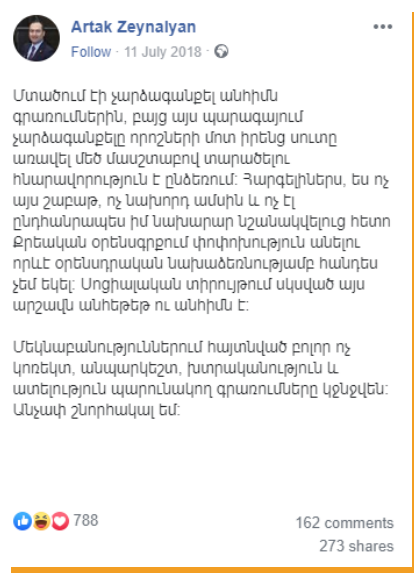 Artak Zeynalyan
Follow · 11 July 2018 ·
Մտածում էի չարձագանքել անհիմն
գրառումներին, բայց այս պարագայում
չարձագանքելը որոշների մոտ իրենց սուտը
առավել մեծ մասշտաբով տարածելու
հնարավորություն է ընձեռում: Հարգելիներս, ես ոչ
այս շաբաթ, ոչ նախորդ ամսին և ոչ էլ
ընդհանրապես իմ նախարար նշանակվելուց հետո
Քրեական օրենսգրքում փոփոխություն անելու
որևէ օրենսդրական նախաձեռնությամբ հանդես
չեմ եկել: Սոցիալական տիրույթում սկսված այս
արշավն անհեթեթ ու անհիմն է:
Մեկնաբանություններում հայտնված բոլոր ոչ
կոռեկտ, անպարկեշտ, խտրականություն և
ատելություն պարունակող գրառումները կջնջվեն:
Անչափ շնորհակալ եմ:
788
162 comments
273 shares